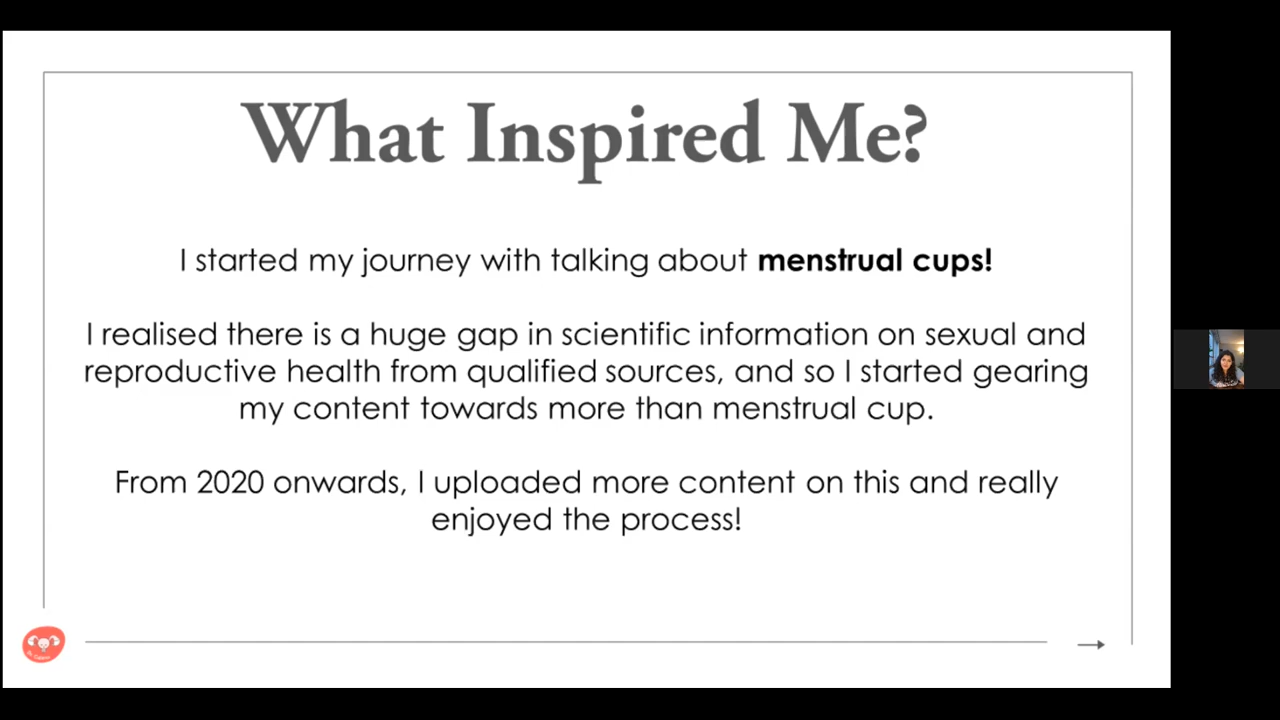 What Inspired Me?
I started my journey with talking about menstrual cups!
I realised there is a huge gap in scientific information on sexual and
reproductive health from qualified sources, and so I started gearing
my content towards more than menstrual cup.
From 2020 onwards, I uploaded more content on this and really
enjoyed the process!